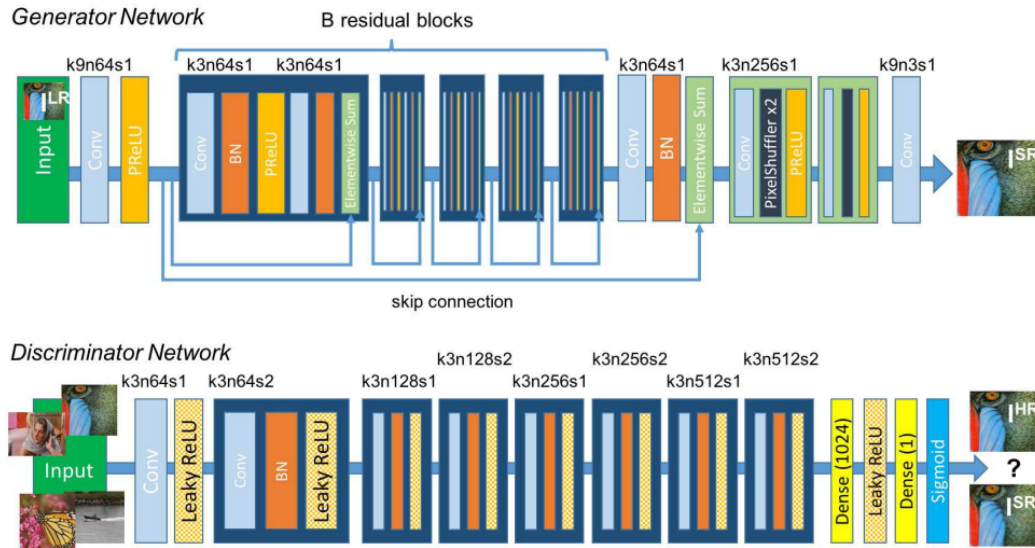 Generator Network
B residual blocks
k9n64s1
k3n64s1 k3n64s1
k3n64s1
k3n256s1
k9n3s1
I LR
Input
Conv
PReLU
Conv
BN
PReLU
Elementwise Sum
Conv
BN
Elementwise Sum
Conv
PixelShuffler x2
PReLU
Conv
I SR
skip connection
Discriminator Network
k3n64s1
k3n64s2
k3n128s1
k3n128s2
k3n256s1
k3n256s2
k3n512s1
k3n512s2
Input
Conv
Leaky ReLU
Conv
BN
Leaky ReLU
Dense (1024)
Leaky ReLU
Dense (1)
Sigmoid
I HR
?
I SR